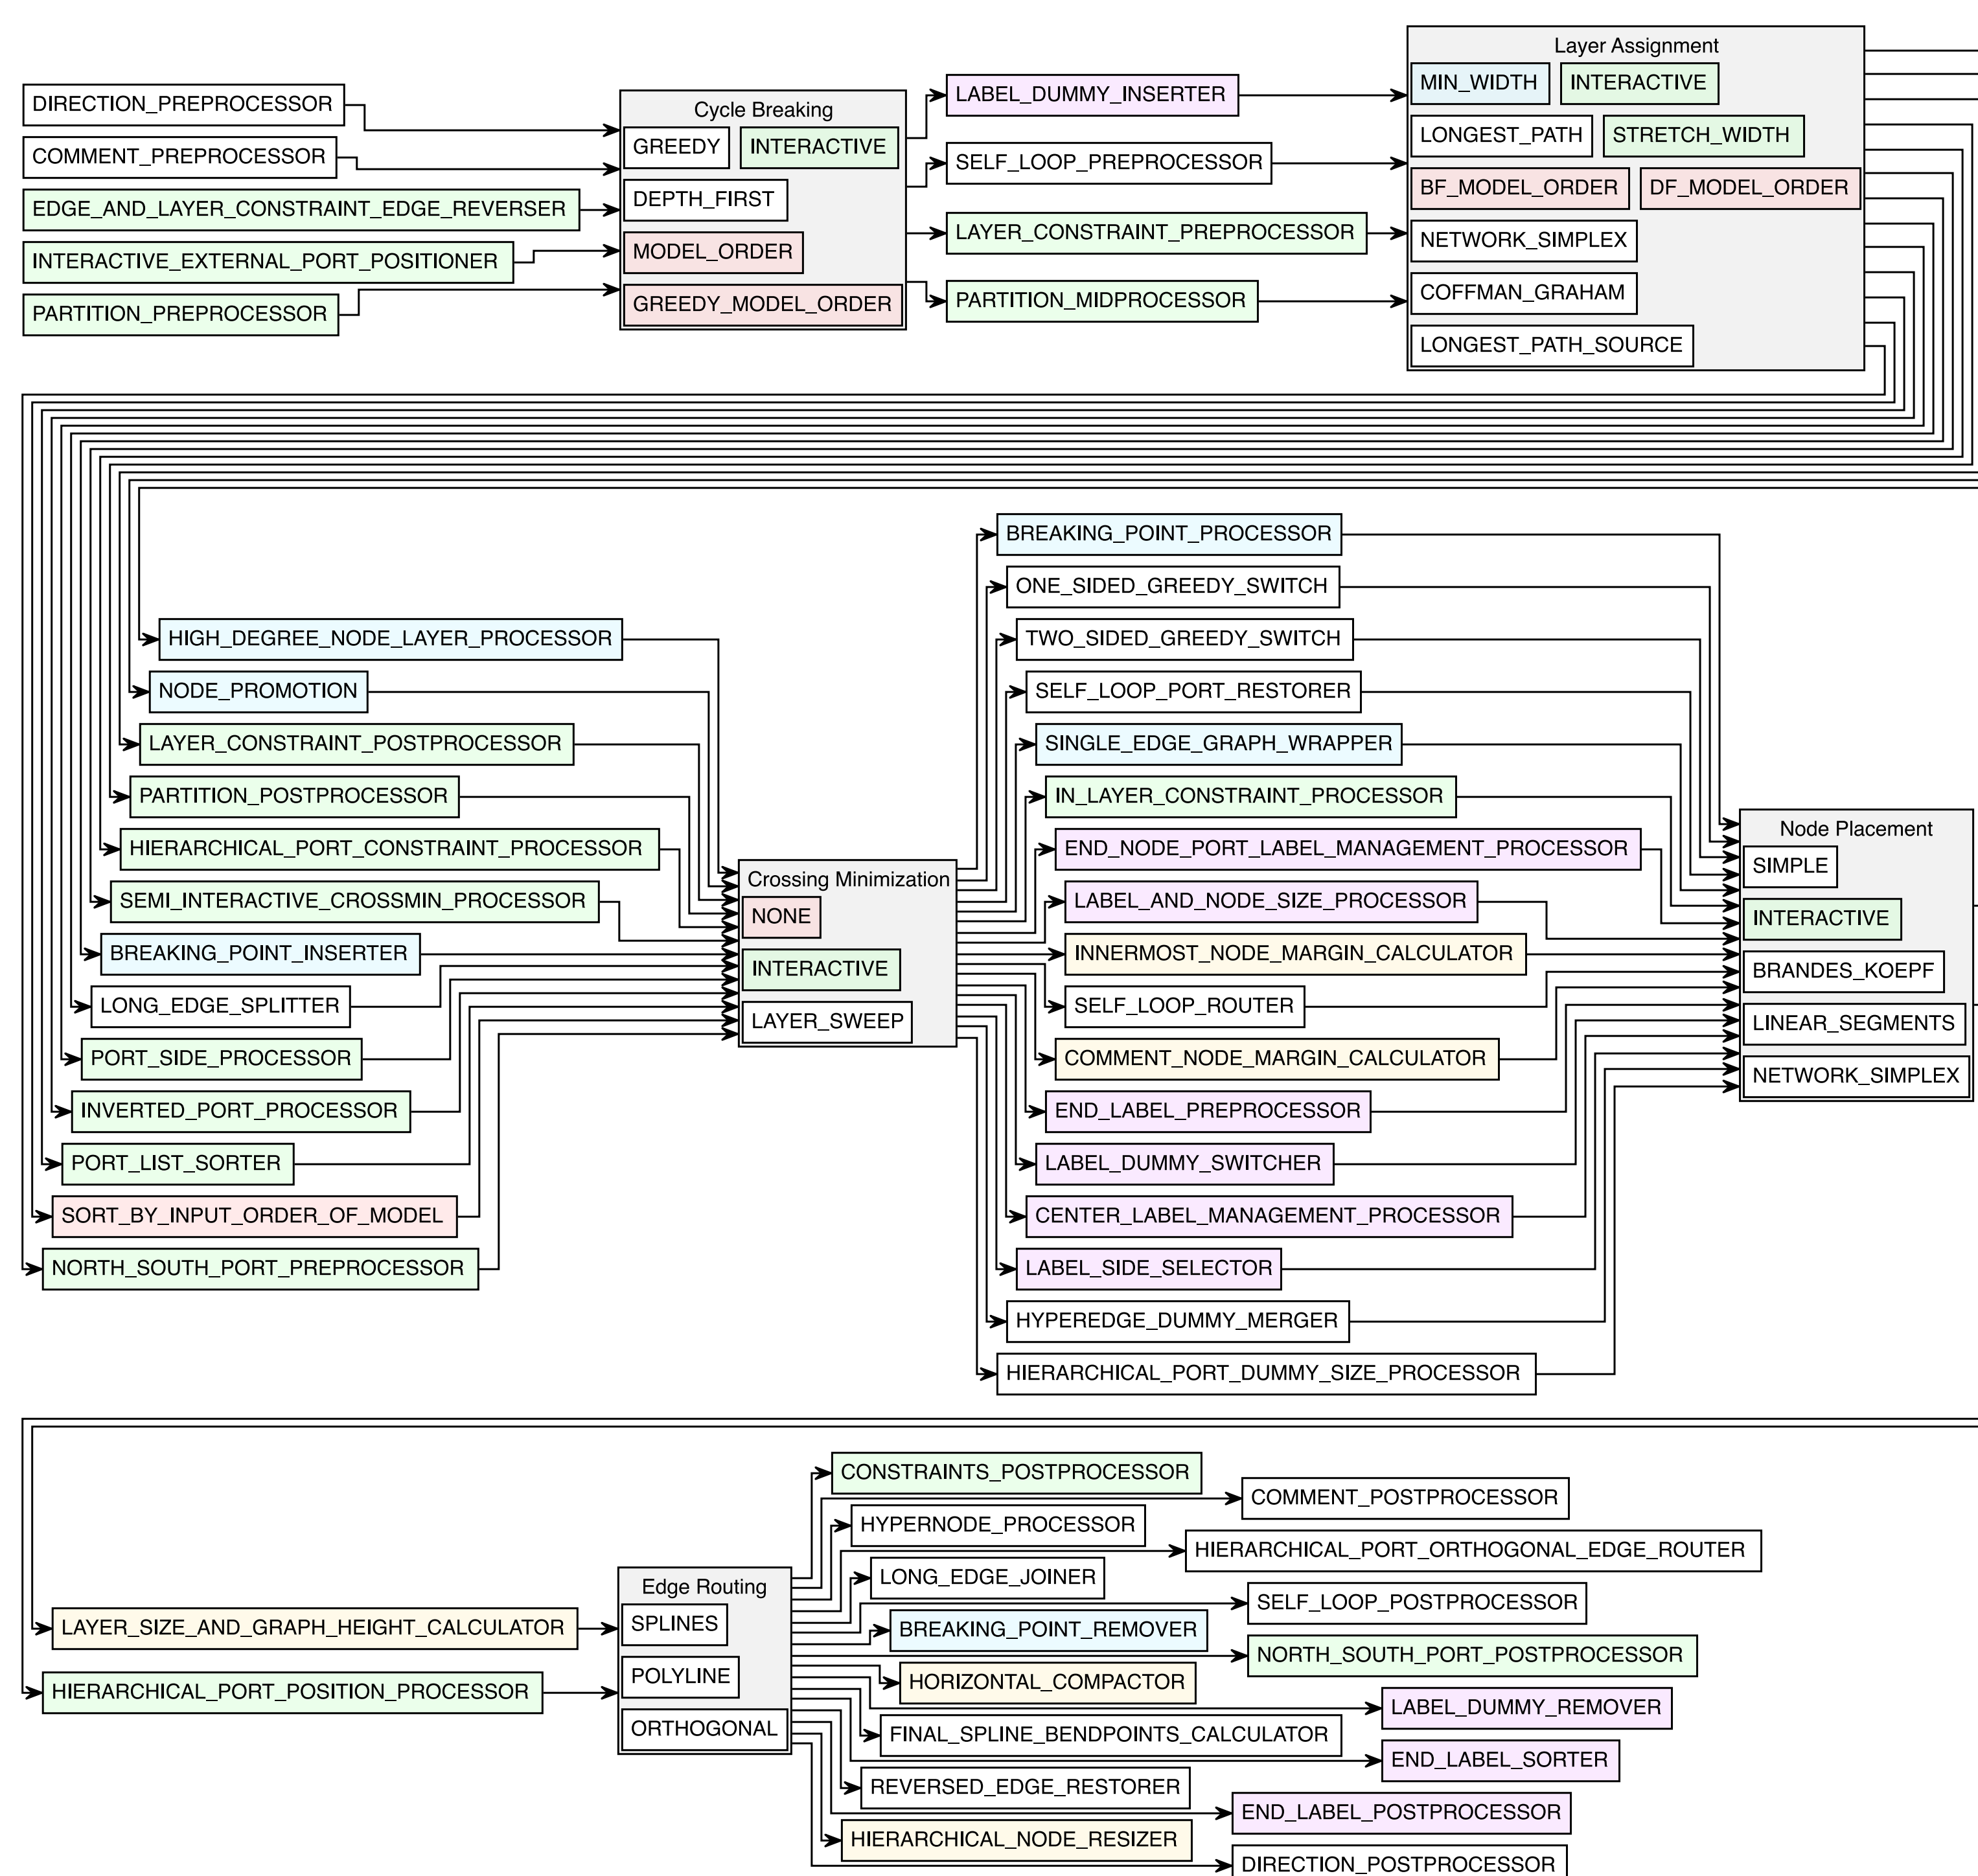 DIRECTION_PREPROCESSOR
COMMENT_PREPROCESSOR
EDGE_AND_LAYER_CONSTRAINT_EDGE_REVERSER
INTERACTIVE_EXTERNAL_PORT_POSITIONER
PARTITION_PREPROCESSOR
Cycle Breaking
GREEDY INTERACTIVE
DEPTH_FIRST
MODEL_ORDER
GREEDY_MODEL_ORDER
LABEL_DUMMY_INSERTER
SELF_LOOP_PREPROCESSOR
LAYER_CONSTRAINT_PREPROCESSOR
PARTITION_MIDPROCESSOR
Layer Assignment
MIN_WIDTH INTERACTIVE
LONGEST_PATH STRETCH_WIDTH
BF_MODEL_ORDER DF_MODEL_ORDER
NETWORK_SIMPLEX
COFFMAN_GRAHAM
LONGEST_PATH_SOURCE
HIGH_DEGREE_NODE_LAYER_PROCESSOR
NODE_PROMOTION
LAYER_CONSTRAINT_POSTPROCESSOR
PARTITION_POSTPROCESSOR
HIERARCHICAL_PORT_CONSTRAINT_PROCESSOR
SEMI_INTERACTIVE_CROSSMIN_PROCESSOR
BREAKING_POINT_INSERTER
LONG_EDGE_SPLITTER
PORT_SIDE_PROCESSOR
INVERTED_PORT_PROCESSOR
PORT_LIST_SORTER
SORT_BY_INPUT_ORDER_OF_MODEL
NORTH_SOUTH_PORT_PREPROCESSOR
Crossing Minimization
NONE
INTERACTIVE
LAYER_SWEEP
BREAKING_POINT_PROCESSOR
ONE_SIDED_GREEDY_SWITCH
TWO_SIDED_GREEDY_SWITCH
SELF_LOOP_PORT_RESTORER
SINGLE_EDGE_GRAPH_WRAPPER
IN_LAYER_CONSTRAINT_PROCESSOR
END_NODE_PORT_LABEL_MANAGEMENT_PROCESSOR
LABEL_AND_NODE_SIZE_PROCESSOR
INNERMOST_NODE_MARGIN_CALCULATOR
SELF_LOOP_ROUTER
COMMENT_NODE_MARGIN_CALCULATOR
END_LABEL_PREPROCESSOR
LABEL_DUMMY_SWITCHER
CENTER_LABEL_MANAGEMENT_PROCESSOR
LABEL_SIDE_SELECTOR
HYPEREDGE_DUMMY_MERGER
HIERARCHICAL_PORT_DUMMY_SIZE_PROCESSOR
Node Placement
SIMPLE
INTERACTIVE
BRANDES_KOEPF
LINEAR_SEGMENTS
NETWORK_SIMPLEX
LAYER_SIZE_AND_GRAPH_HEIGHT_CALCULATOR
HIERARCHICAL_PORT_POSITION_PROCESSOR
Edge Routing
SPLINES
POLYLINE
ORTHOGONAL
CONSTRAINTS_POSTPROCESSOR
COMMENT_POSTPROCESSOR
HYPERNODE_PROCESSOR
HIERARCHICAL_PORT_ORTHOGONAL_EDGE_ROUTER
LONG_EDGE_JOINER
SELF_LOOP_POSTPROCESSOR
BREAKING_POINT_REMOVER
NORTH_SOUTH_PORT_POSTPROCESSOR
HORIZONTAL_COMPACTOR
LABEL_DUMMY_REMOVER
FINAL_SPLINE_BENDPOINTS_CALCULATOR
END_LABEL_SORTER
REVERSED_EDGE_RESTORER
END_LABEL_POSTPROCESSOR
HIERARCHICAL_NODE_RESIZER
DIRECTION_POSTPROCESSOR